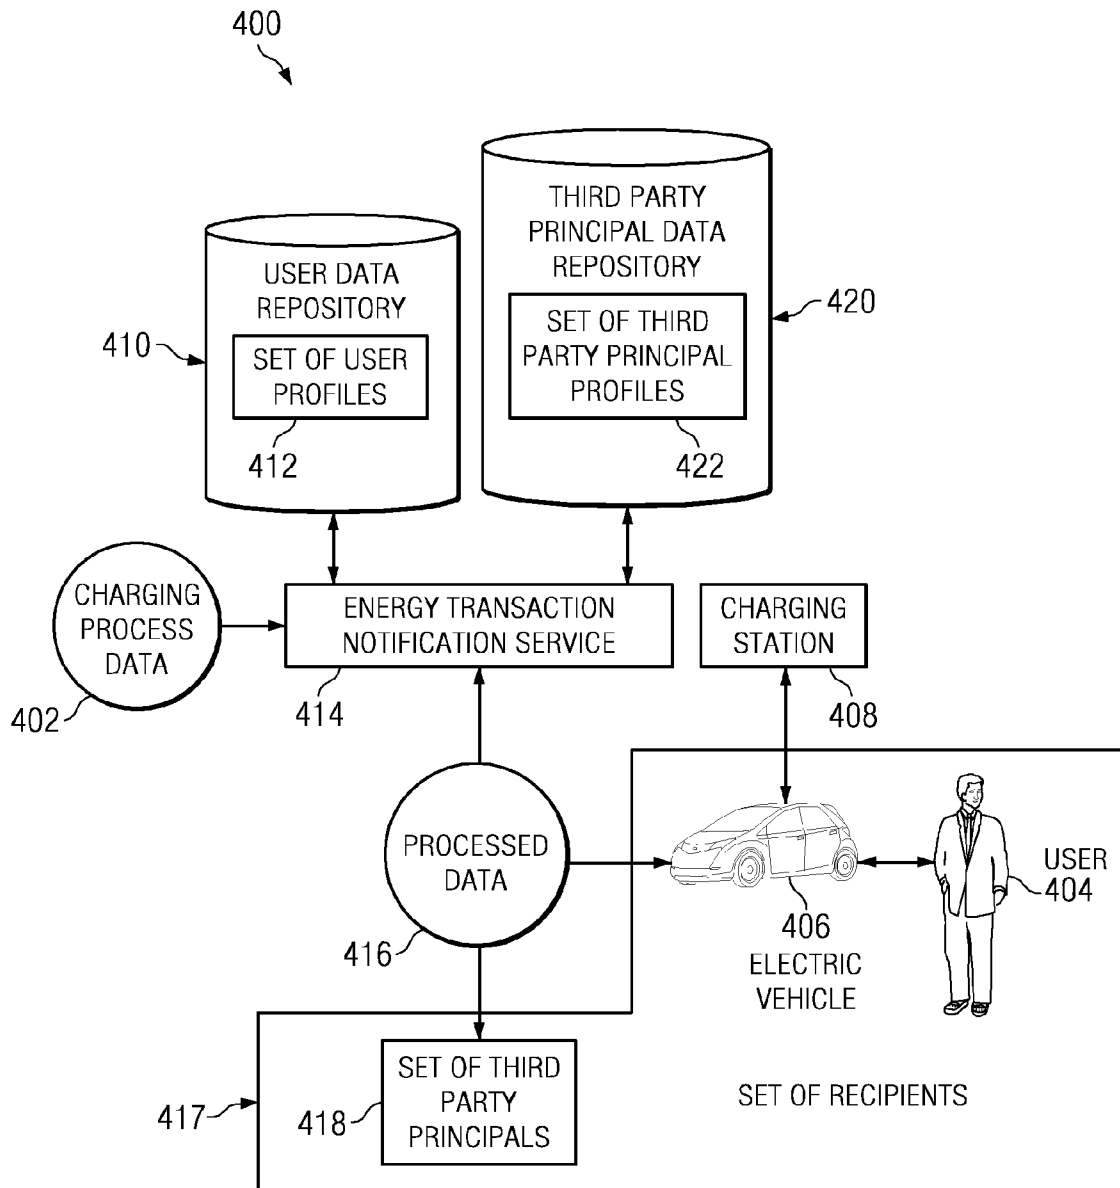 400
THIRD PARTY
PRINCIPAL DATA
REPOSITORY
USER DATA
REPOSITORY
420
SET OF THIRD
PARTY PRINCIPAL
PROFILES
410
SET OF USER
PROFILES
412
422
CHARGING
PROCESS
DATA
ENERGY TRANSACTION
NOTIFICATION SERVICE
CHARGING
STATION
402
414
408
PROCESSED
DATA
USER
404
406
416
ELECTRIC
VEHICLE
SET OF THIRD
PARTY
PRINCIPALS
417
418
SET OF RECIPIENTS